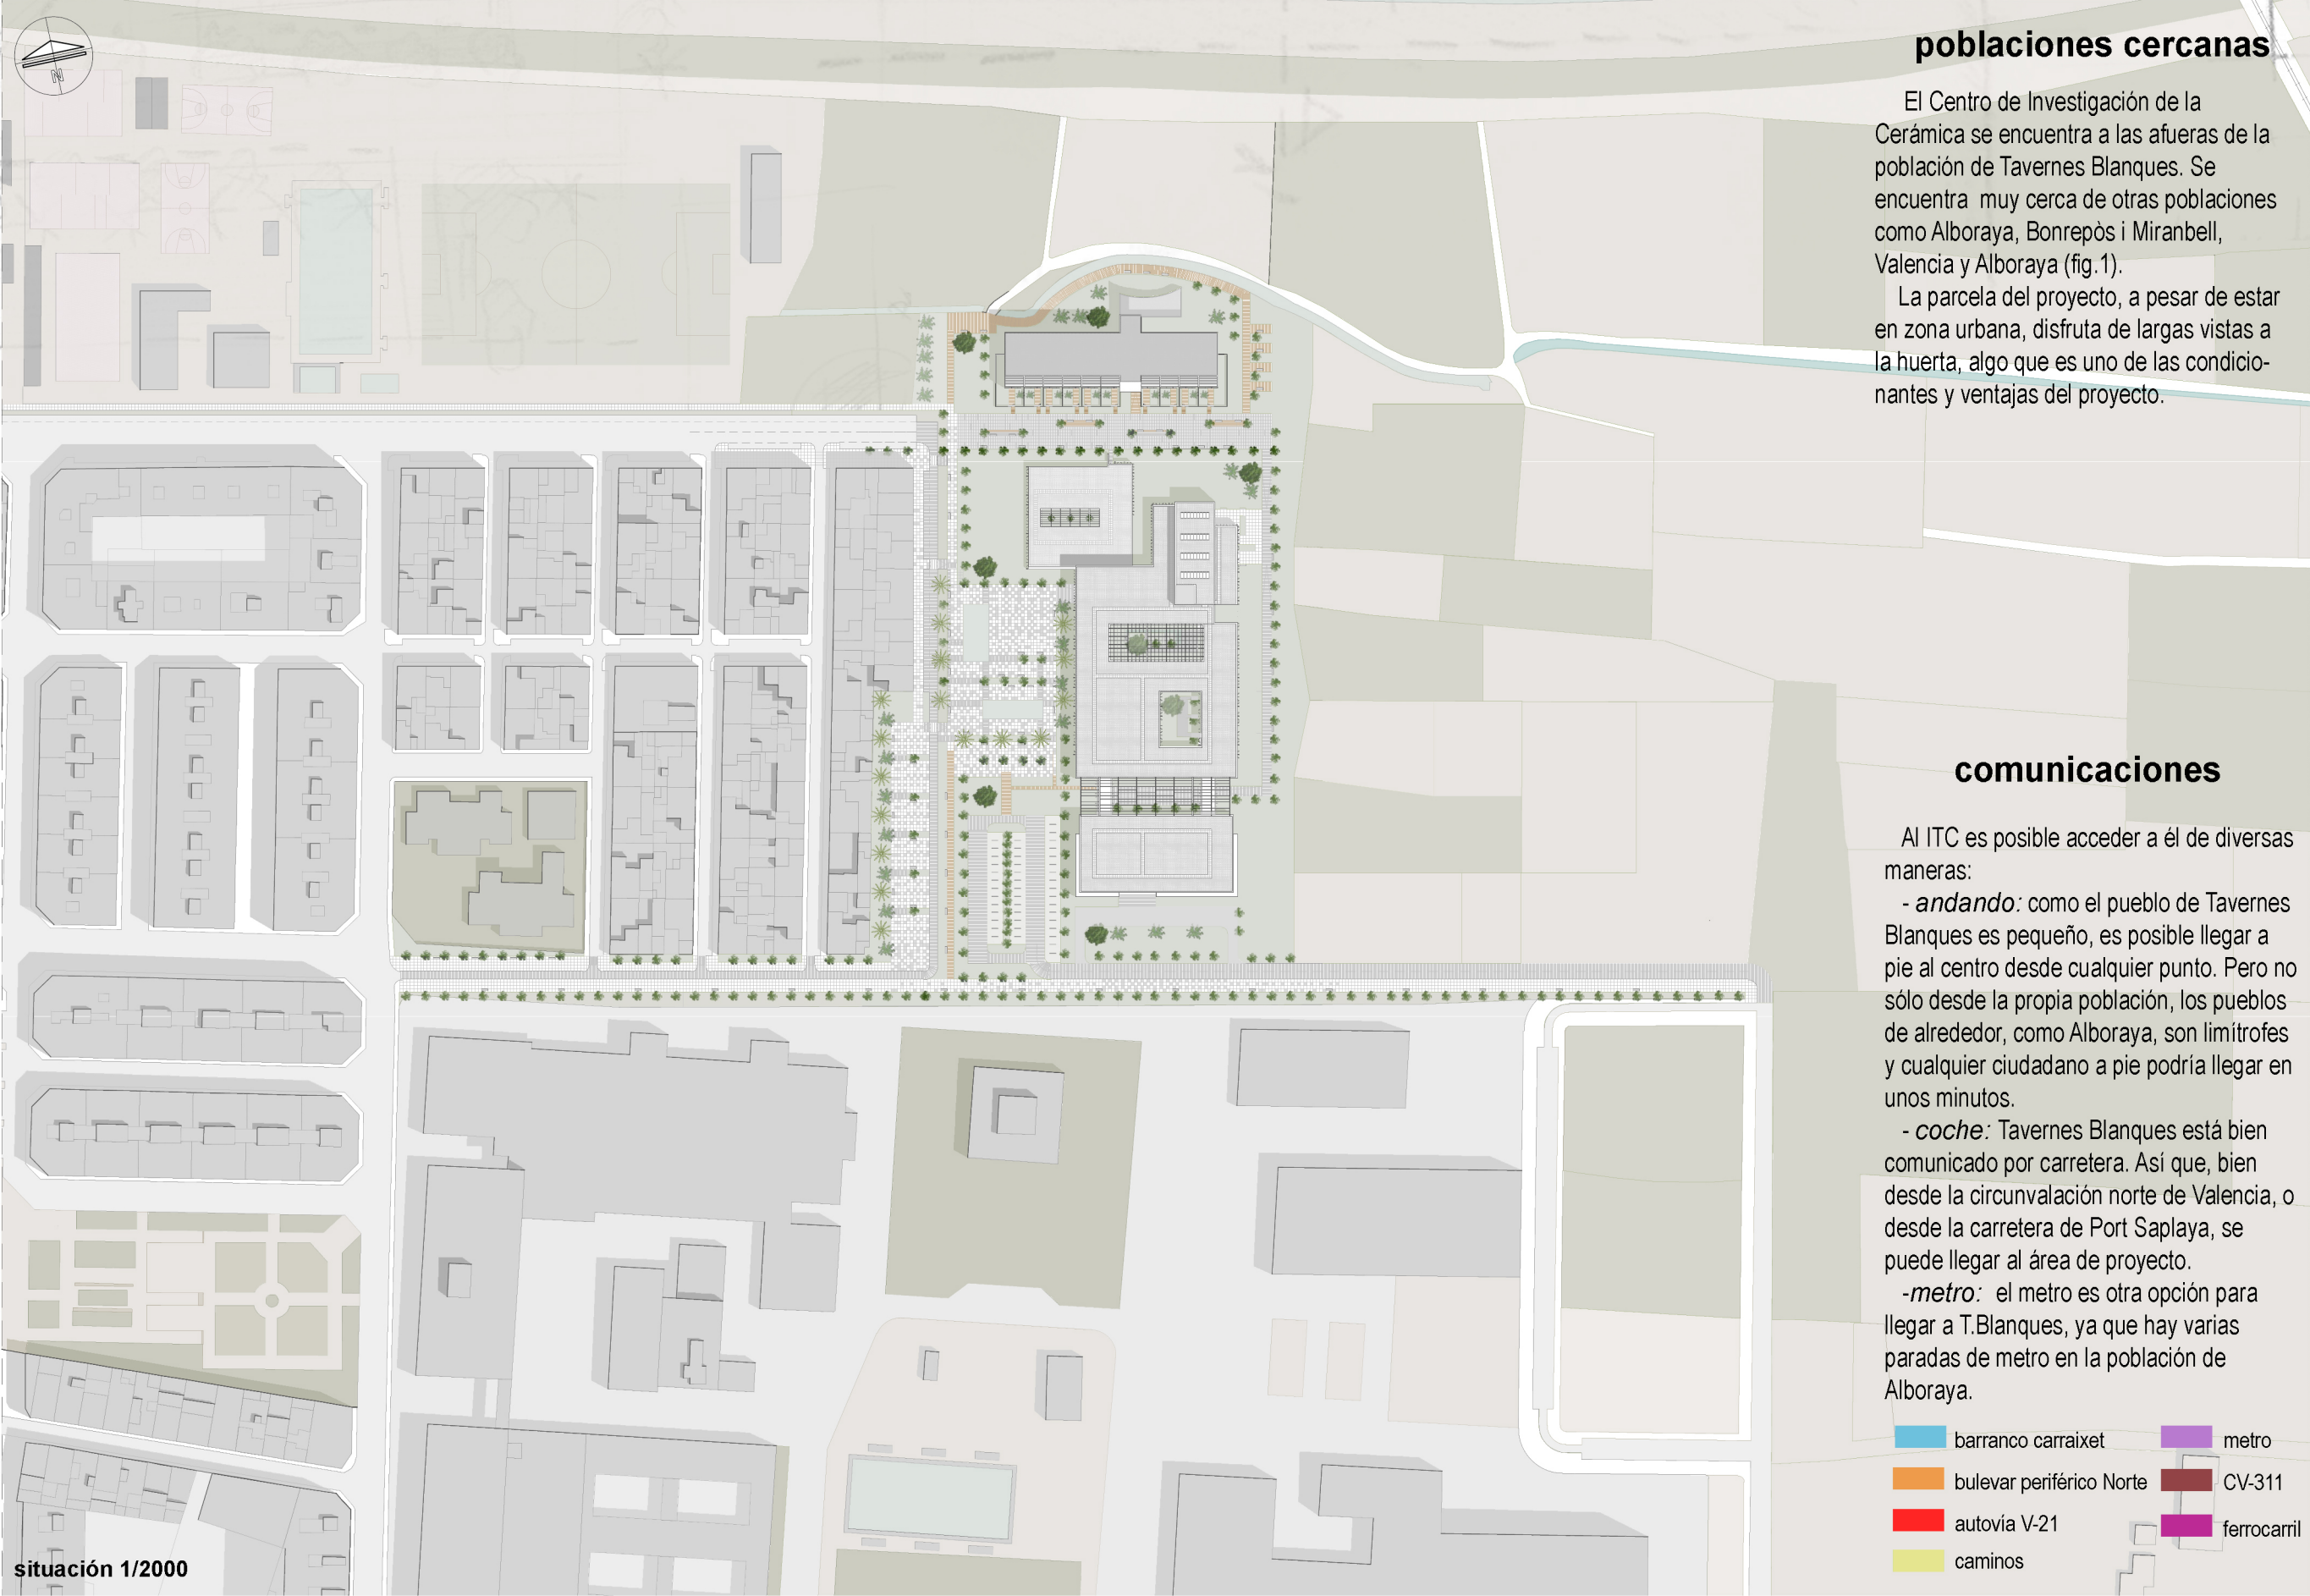 N
poblaciones cercanas
El Centro de Investigación de la
Cerámica se encuentra a las afueras de la
población de Tavernes Blanques. Se
encuentra muy cerca de otras poblaciones
como Alboraya, Bonrepòs i Miranbell,
Valencia y Alboraya (fig.1).
La parcela del proyecto, a pesar de estar
en zona urbana, disfruta de largas vistas a
la huerta, algo que es uno de las condicio-
nantes y ventajas del proyecto.
comunicaciones
Al ITC es posible acceder a él de diversas
maneras:
- andando: como el pueblo de Tavernes
Blanques es pequeño, es posible llegar a
pie al centro desde cualquier punto. Pero no
sólo desde la propia población, los pueblos
de alrededor, como Alboraya, son limítrofes
y cualquier ciudadano a pie podría llegar en
unos minutos.
- coche: Tavernes Blanques está bien
comunicado por carretera. Así que, bien
desde la circunvalación norte de Valencia, o
desde la carretera de Port Saplaya, se
puede llegar al área de proyecto.
-metro: el metro es otra opción para
llegar a T.Blanques, ya que hay varias
paradas de metro en la población de
Alboraya.
barranco carraixet
bulevar periférico Norte
autovía V-21
caminos
metro
CV-311
ferrocarril
situación 1/2000